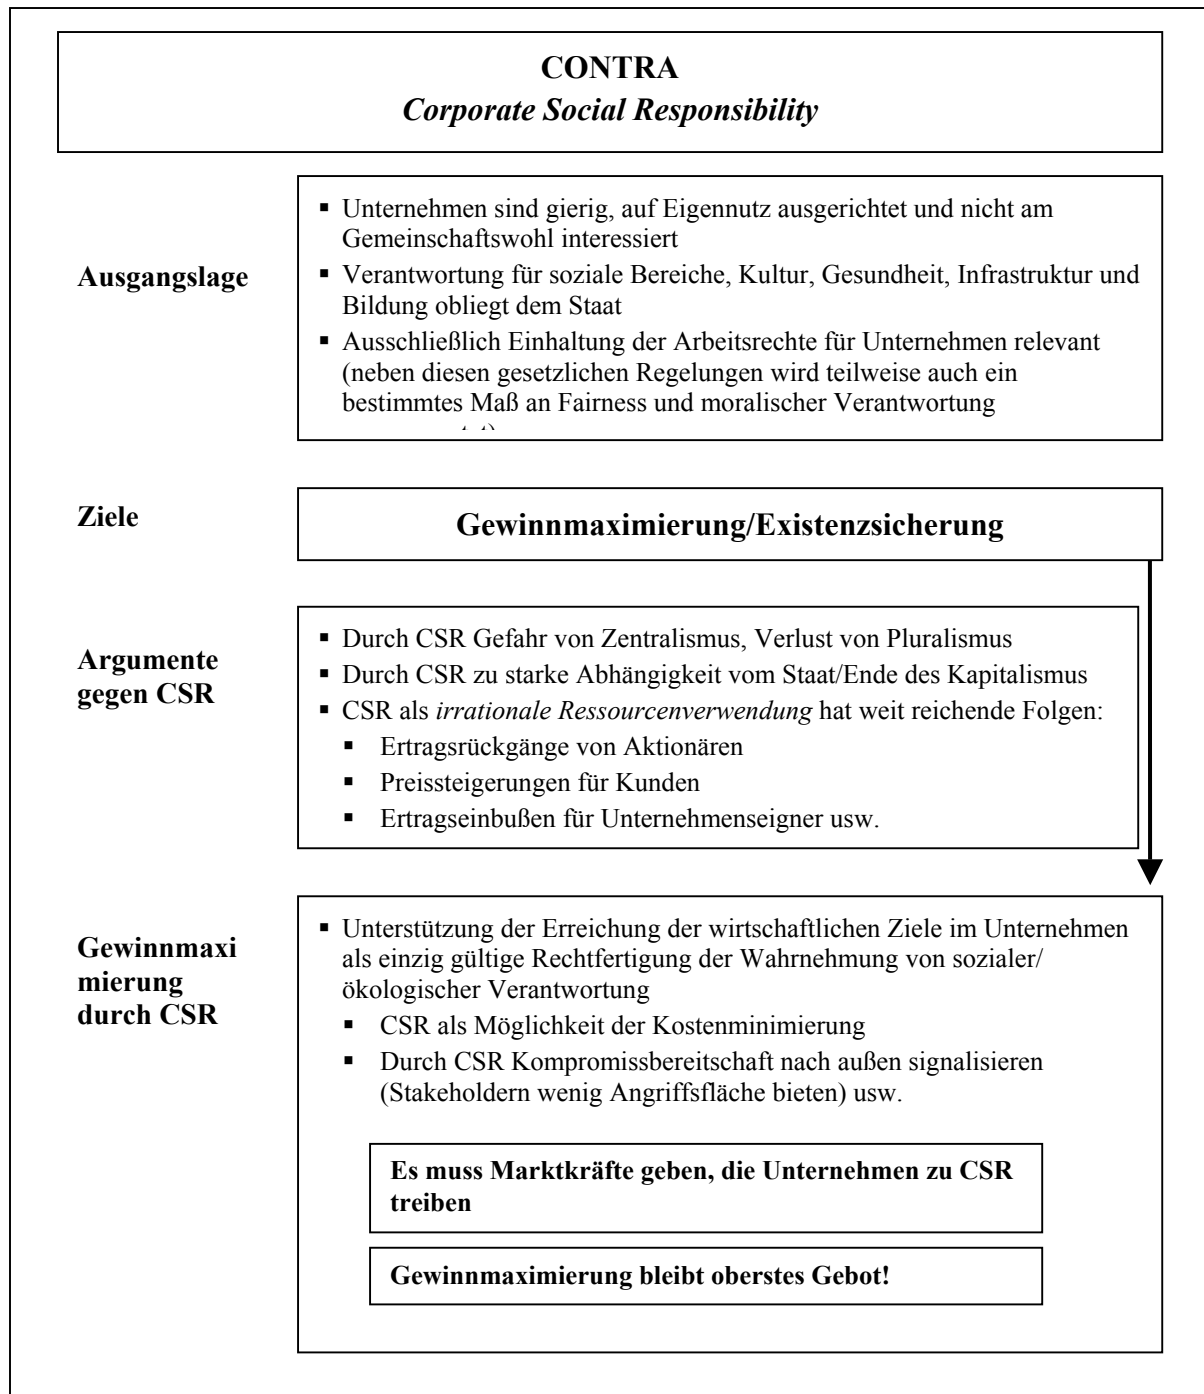 CONTRA
Corporate Social Responsibility
Ausgangslage
▪ Unternehmen sind gierig, auf Eigennutz ausgerichtet und nicht am
Gemeinschaftswohl interessiert
▪ Verantwortung für soziale Bereiche, Kultur, Gesundheit, Infrastruktur und
Bildung obliegt dem Staat
▪ Ausschließlich Einhaltung der Arbeitsrechte für Unternehmen relevant
(neben diesen gesetzlichen Regelungen wird teilweise auch ein
bestimmtes Maß an Fairness und moralischer Verantwortung
Ziele
Gewinnmaximierung/Existenzsicherung
Argumente
gegen CSR
▪ Durch CSR Gefahr von Zentralismus, Verlust von Pluralismus
▪ Durch CSR zu starke Abhängigkeit vom Staat/Ende des Kapitalismus
▪ CSR als irrationale Ressourcenverwendung hat weit reichende Folgen:
▪ Ertragsrückgänge von Aktionären
▪ Preissteigerungen für Kunden
▪ Ertragseinbußen für Unternehmenseigner usw.
Gewinnmaxi
mierung
durch CSR
▪ Unterstützung der Erreichung der wirtschaftlichen Ziele im Unternehmen
als einzig gültige Rechtfertigung der Wahrnehmung von sozialer/
ökologischer Verantwortung
▪ CSR als Möglichkeit der Kostenminimierung
▪ Durch CSR Kompromissbereitschaft nach außen signalisieren
(Stakeholdern wenig Angriffsfläche bieten) usw.
Es muss Marktkräfte geben, die Unternehmen zu CSR
treiben
Gewinnmaximierung bleibt oberstes Gebot!